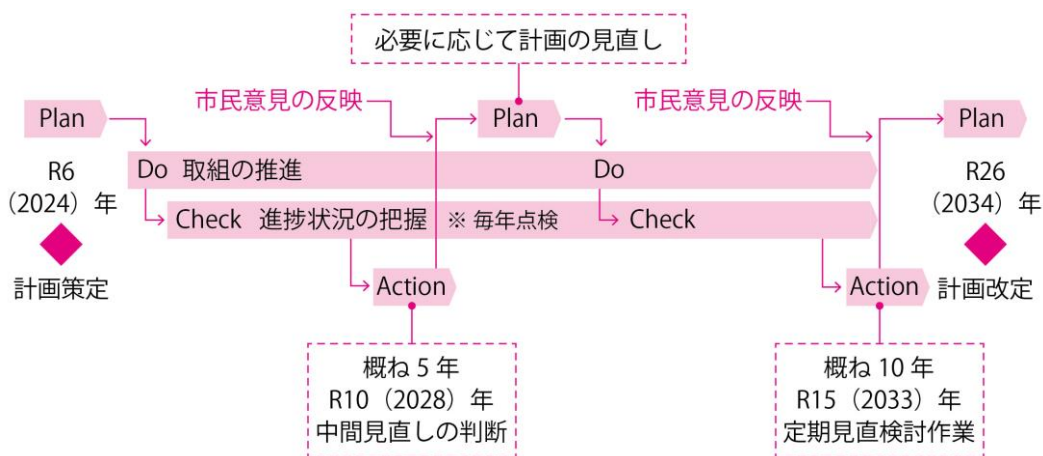 必要に応じて計画の見直し
市民意見の反映
市民意見の反映
Plan
Plan
Plan
R6
（2024）年
計画策定
Do 取組の推進
Do
R26
（2034）年
計画改定
Check 進捗状況の把握 ※ 毎年点検
Check
Action
Action
概ね 5 年
R10（2028）年
中間見直しの判断
概ね 10 年
R15（2033）年
定期見直検討作業